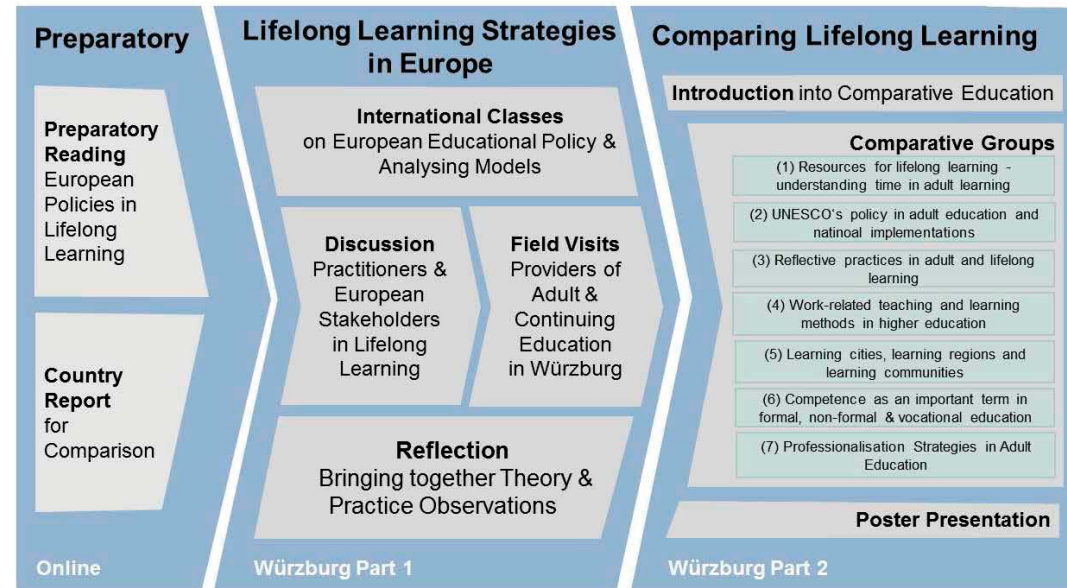 Preparatory
Preparatory
Reading
European
Policies in
Lifelong
Learning
Country
Report
for
Comparison
Online
Lifelong Learning Strategies
in Europe
International Classes
on European Educational Policy &
Analysing Models
Discussion
Practitioners &
European
Stakeholders
in Lifelong
Learning
Field Visits
Providers of
Adult &
Continuing
Education
in Würzburg
Reflection
Bringing together Theory &
Practice Observations
Würzburg Part 1
Comparing Lifelong Learning
Introduction into Comparative Education
Comparative Groups
(1) Resources for lifelong learning -
understanding time in adult learning
(2) UNESCO's policy in adult education and
natinoal implementations
(3) Reflective practices in adult and lifelong
learning
(4) Work-related teaching and learning
methods in higher education
(5) Learning cities, learning regions and
learning communities
(6) Competence as an important term in
formal, non-formal & vocational education
(7) Professionalisation Strategies in Adult
Education
Poster Presentation
Würzburg Part 2